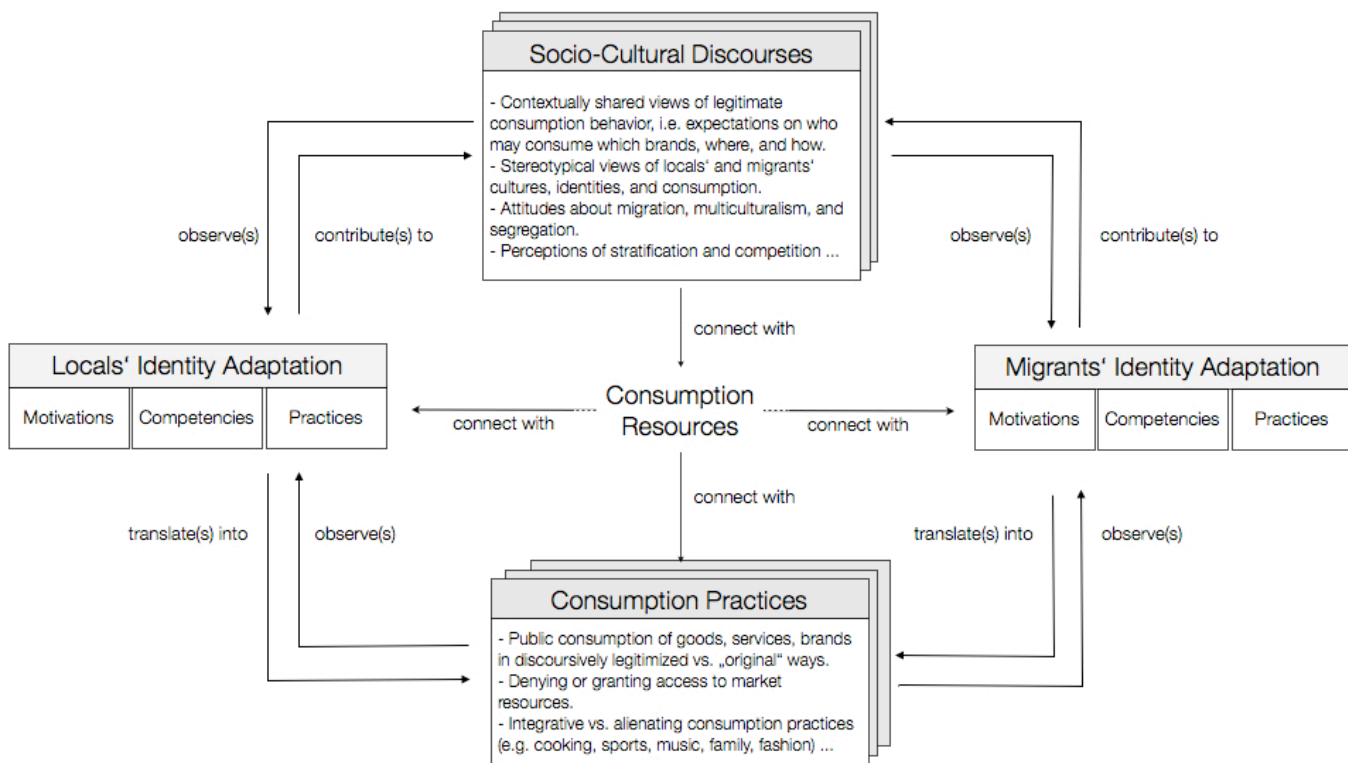 Socio-Cultural Discourses
- Contextually shared views of legitimate
consumption behavior, i.e. expectations on who
may consume which brands, where, and how.
- Stereotypical views of locals‘ and migrants‘
cultures, identities, and consumption.
- Attitudes about migration, multiculturalism, and
segregation.
- Perceptions of stratification and competition ...
observe(s)
contribute(s) to
observe(s)
contribute(s) to
connect with
Locals‘ Identity Adaptation
Motivations
Competencies
Practices
Consumption
Resources
connect with
connect with
Migrants‘ Identity Adaptation
Motivations
Competencies
Practices
connect with
translate(s) into
observe(s)
translate(s) into
observe(s)
Consumption Practices
- Public consumption of goods, services, brands
in discoursively legitimized vs. „original“ ways.
- Denying or granting access to market
resources.
- Integrative vs. alienating consumption practices
(e.g. cooking, sports, music, family, fashion) ...